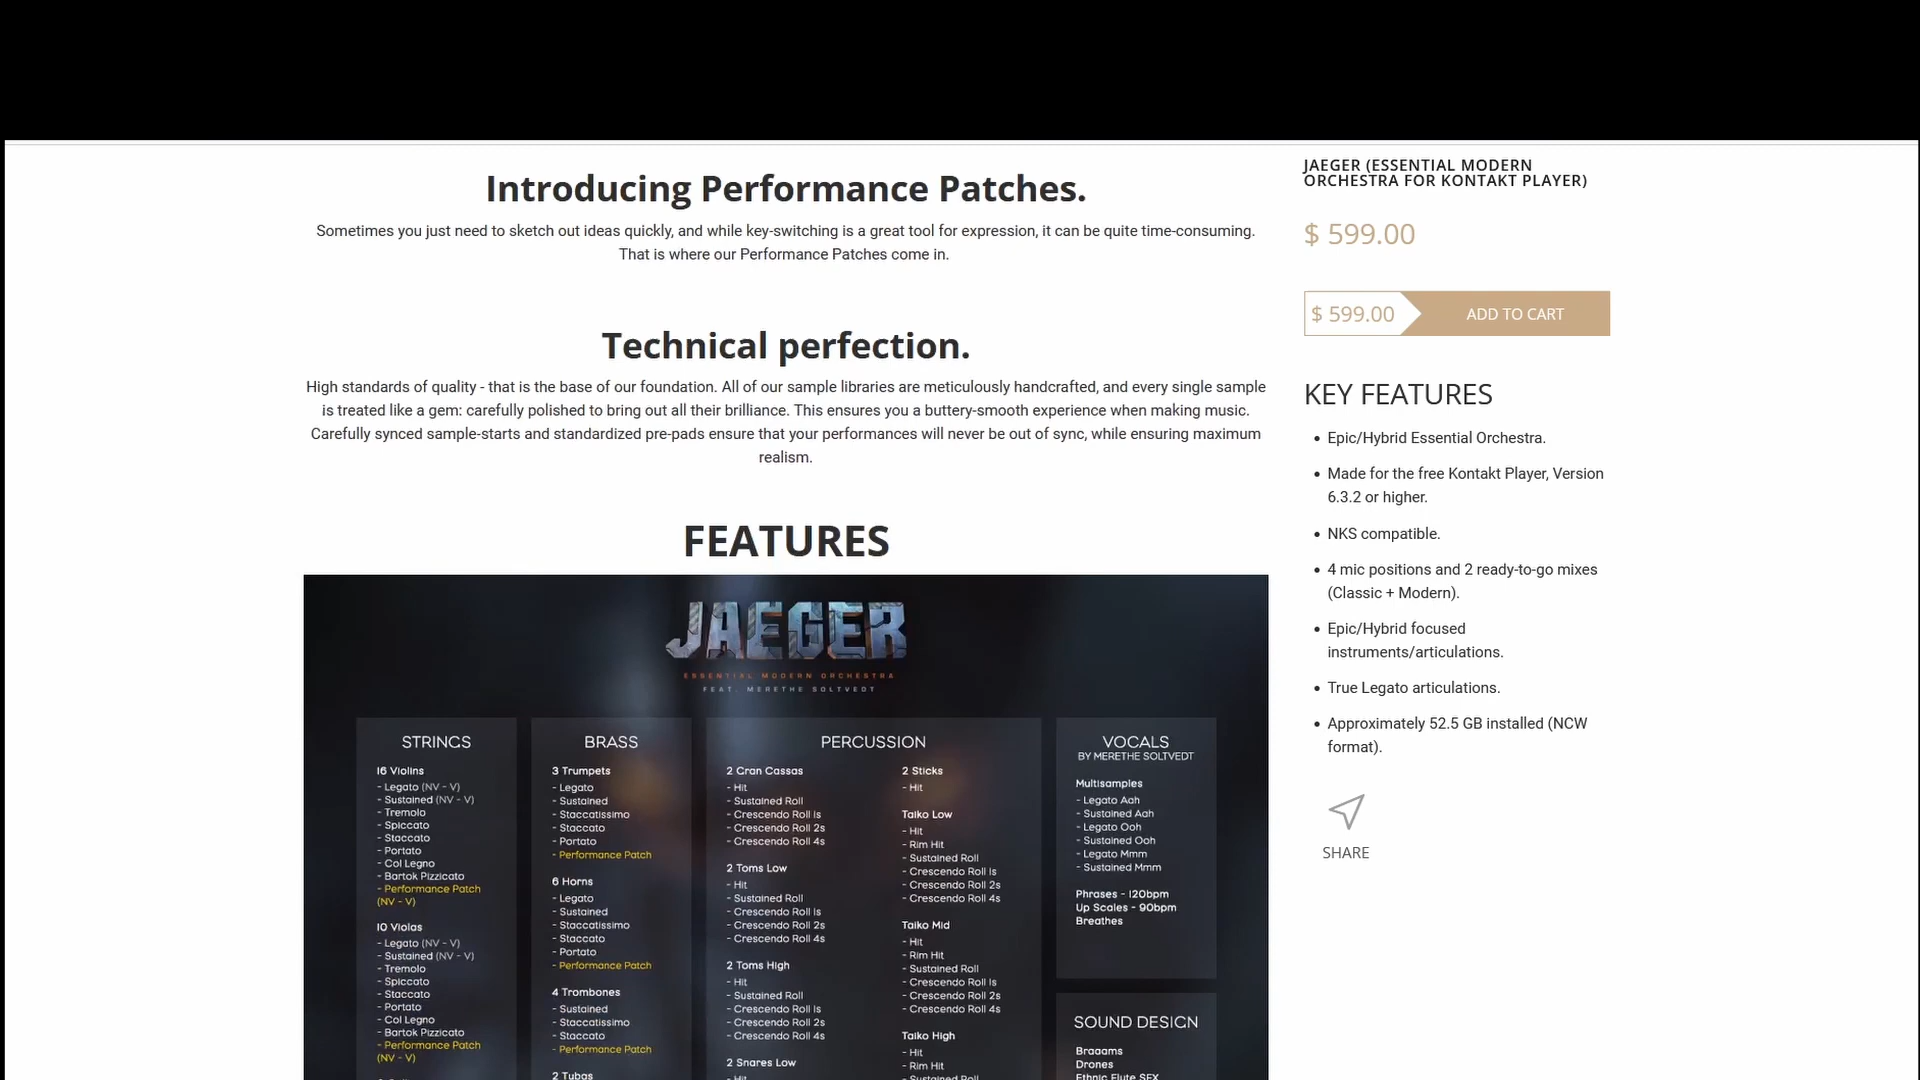 Introducing Performance Patches.
Sometimes you just need to sketch out ideas quickly, and while key-switching is a great tool for expression, it can be quite time-consuming.
That is where our Performance Patches come in.
Technical perfection.
High standards of quality - that is the base of our foundation. All of our sample libraries are meticulously handcrafted, and every single sample
is treated like a gem: carefully polished to bring out all their brilliance. This ensures you a buttery-smooth experience when making music.
Carefully synced sample-starts and standardized pre-pads ensure that your performances will never be out of sync, while ensuring maximum
realism.
FEATURES
JAEGER
ESSENTIAL MODERN ORCHESTRA
FEAT. MERETHE SOLTVEDT
STRINGS
16 Violins
- Legato (NV - V)
- Sustained (NV - V)
- Tremolo
- Spiccato
- Staccato
- Portato
- Col Legno
- Bartok Pizzicato
- Performance Patch
(NV - V)
10 Violas
- Legato (NV - V)
- Sustained (NV - V)
- Tremolo
- Spiccato
- Staccato
- Portato
- Col Legno
- Bartok Pizzicato
- Performance Patch
(NV - V)
BRASS
3 Trumpets
- Legato
- Sustained
- Staccatissimo
- Staccato
- Portato
- Performance Patch
6 Horns
- Legato
- Sustained
- Staccatissimo
- Staccato
- Portato
- Performance Patch
4 Trombones
- Sustained
- Staccatissimo
- Staccato
- Performance Patch
2 Tubas
PERCUSSION
2 Gran Cassas
- Hit
- Sustained Roll
- Crescendo Roll 1s
- Crescendo Roll 2s
- Crescendo Roll 4s
2 Toms Low
- Hit
- Sustained Roll
- Crescendo Roll 1s
- Crescendo Roll 2s
- Crescendo Roll 4s
2 Toms High
- Hit
- Sustained Roll
- Crescendo Roll 1s
- Crescendo Roll 2s
- Crescendo Roll 4s
2 Snares Low
- Hit
2 Sticks
- Hit
Taiko Low
- Hit
- Rim Hit
- Sustained Roll
- Crescendo Roll 1s
- Crescendo Roll 2s
- Crescendo Roll 4s
Taiko Mid
- Hit
- Rim Hit
- Sustained Roll
- Crescendo Roll 1s
- Crescendo Roll 2s
- Crescendo Roll 4s
Taiko High
- Hit
- Rim Hit
- Sustained Roll
VOCALS
BY MERETHE SOLTVEDT
Multisamples
- Legato Aah
- Sustained Aah
- Legato Ooh
- Sustained Ooh
- Legato Mmm
- Sustained Mmm
Phrases - 120bpm
Up Scales - 90bpm
Breathes
SOUND DESIGN
Braaams
Drones
Ethnic Flute SFX
JAEGER (ESSENTIAL MODERN
ORCHESTRA FOR KONTAKT PLAYER)
$ 599.00
$ 599.00 ADD TO CART
KEY FEATURES
• Epic/Hybrid Essential Orchestra.
• Made for the free Kontakt Player, Version
6.3.2 or higher.
• NKS compatible.
• 4 mic positions and 2 ready-to-go mixes
(Classic + Modern).
• Epic/Hybrid focused
instruments/articulations.
• True Legato articulations.
• Approximately 52.5 GB installed (NCW
format).
SHARE